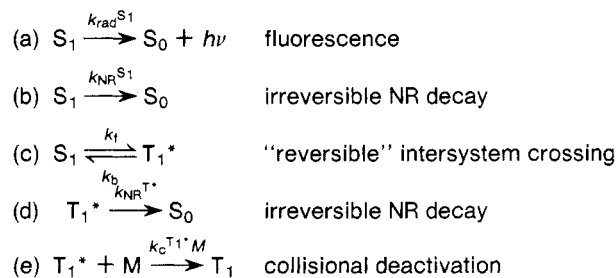 (a) S₁ —k_rad^S₁→ S₀ + hν fluorescence
(b) S₁ —k_NR^S₁→ S₀ irreversible NR decay
(c) S₁ ⇌ T₁* k_f k_b "reversible" intersystem crossing
(d) T₁* —k_NR^T*→ S₀ irreversible NR decay
(e) T₁* + M —k_c^T₁* M→ T₁ collisional deactivation